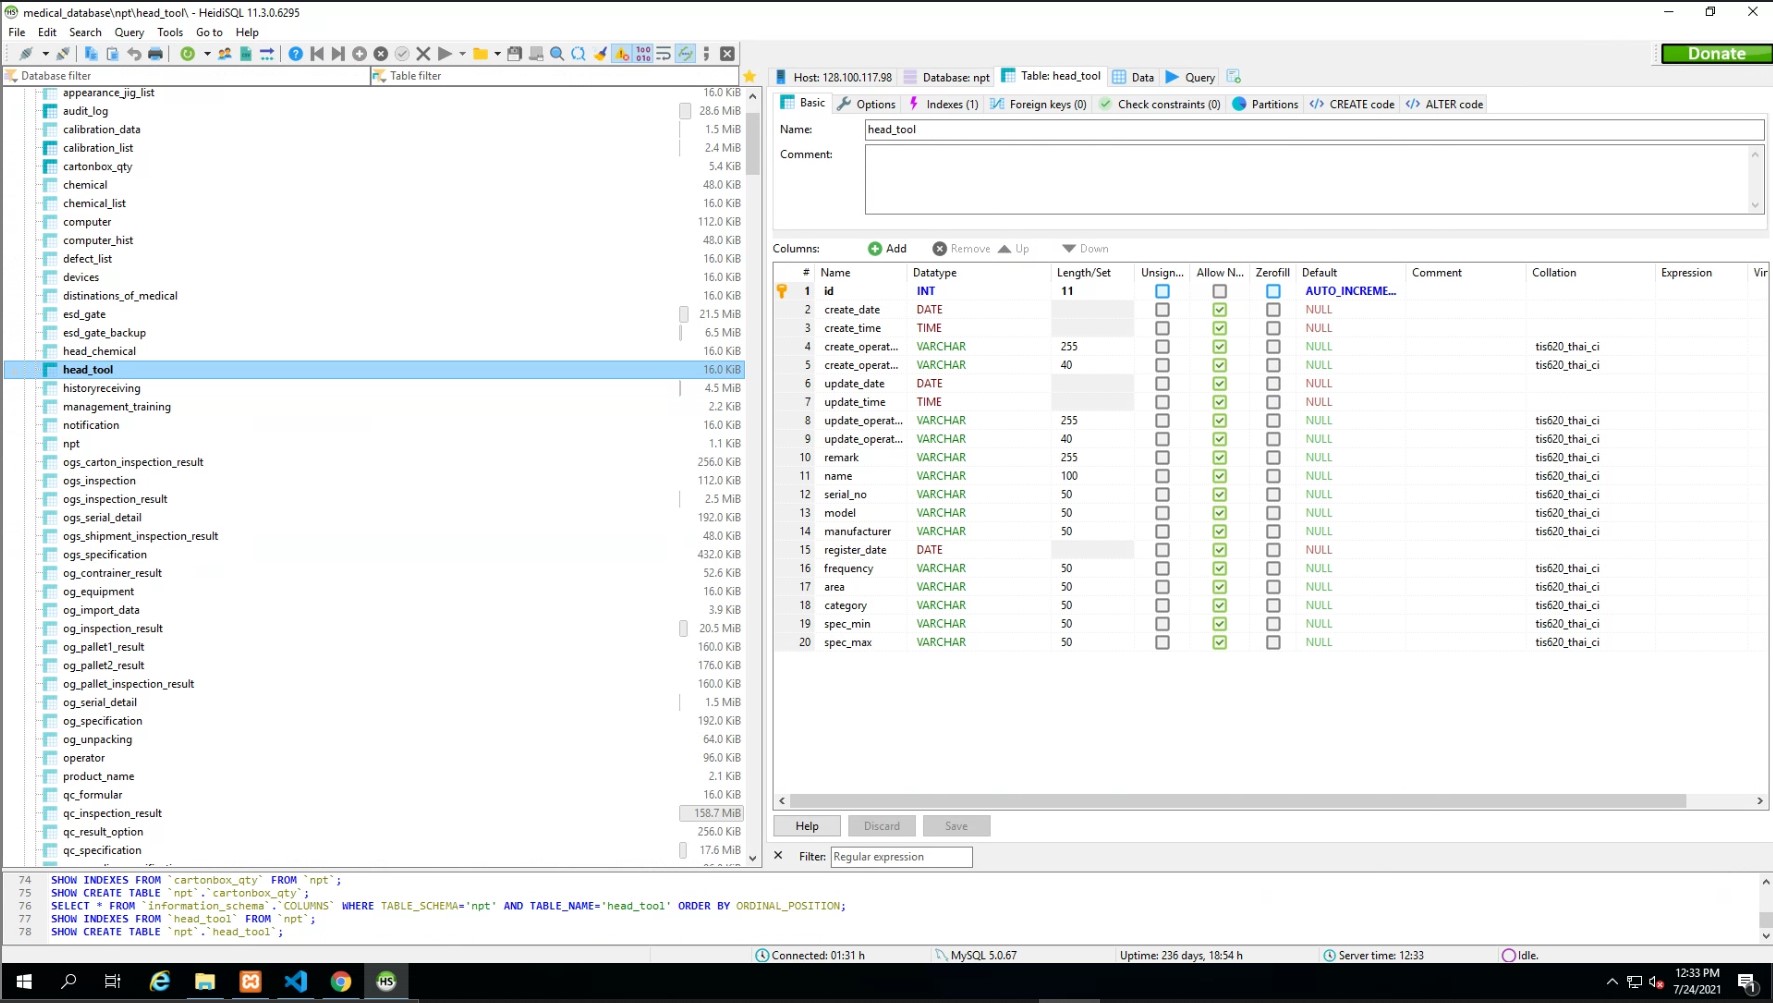 medical_database\npt\head_tool\ - HeidiSQL 11.3.0.6295
File Edit Search Query Tools Go to Help
Donate
Database filter
Table filter
appearance_jig_list 16.0 KiB
audit_log 28.6 MiB
calibration_data 1.5 MiB
calibration_list 2.4 MiB
cartonbox_qty 5.4 KiB
chemical 48.0 KiB
chemical_list 16.0 KiB
computer 112.0 KiB
computer_hist 48.0 KiB
defect_list 16.0 KiB
devices 16.0 KiB
distinations_of_medical 16.0 KiB
esd_gate 21.5 MiB
esd_gate_backup 6.5 MiB
head_chemical 16.0 KiB
head_tool 16.0 KiB
historyreceiving 4.5 MiB
management_training 2.2 KiB
notification 16.0 KiB
npt 1.1 KiB
ogs_carton_inspection_result 256.0 KiB
ogs_inspection 112.0 KiB
ogs_inspection_result 2.5 MiB
ogs_serial_detail 192.0 KiB
ogs_shipment_inspection_result 48.0 KiB
ogs_specification 432.0 KiB
og_contrainer_result 52.6 KiB
og_equipment 16.0 KiB
og_import_data 3.9 KiB
og_inspection_result 20.5 MiB
og_pallet1_result 160.0 KiB
og_pallet2_result 176.0 KiB
og_pallet_inspection_result 160.0 KiB
og_serial_detail 1.5 MiB
og_specification 192.0 KiB
og_unpacking 64.0 KiB
operator 96.0 KiB
product_name 2.1 KiB
qc_formular 16.0 KiB
qc_inspection_result 158.7 MiB
qc_result_option 256.0 KiB
qc_specification 17.6 MiB
Host: 128.100.117.98 Database: npt Table: head_tool Data Query
Basic Options Indexes (1) Foreign keys (0) Check constraints (0) Partitions CREATE code ALTER code
Name: head_tool
Comment:
Columns: Add Remove Up Down
# Name Datatype Length/Set Unsign... Allow N... Zerofill Default Comment Collation Expression Vir
1 id INT 11 AUTO_INCREME...
2 create_date DATE NULL
3 create_time TIME NULL
4 create_operat... VARCHAR 255 NULL tis620_thai_ci
5 create_operat... VARCHAR 40 NULL tis620_thai_ci
6 update_date DATE NULL
7 update_time TIME NULL
8 update_operat... VARCHAR 255 NULL tis620_thai_ci
9 update_operat... VARCHAR 40 NULL tis620_thai_ci
10 remark VARCHAR 255 NULL tis620_thai_ci
11 name VARCHAR 100 NULL tis620_thai_ci
12 serial_no VARCHAR 50 NULL tis620_thai_ci
13 model VARCHAR 50 NULL tis620_thai_ci
14 manufacturer VARCHAR 50 NULL tis620_thai_ci
15 register_date DATE NULL
16 frequency VARCHAR 50 NULL tis620_thai_ci
17 area VARCHAR 50 NULL tis620_thai_ci
18 category VARCHAR 50 NULL tis620_thai_ci
19 spec_min VARCHAR 50 NULL tis620_thai_ci
20 spec_max VARCHAR 50 NULL tis620_thai_ci
Help Discard Save
Filter: Regular expression
74 SHOW INDEXES FROM `cartonbox_qty` FROM `npt`;
75 SHOW CREATE TABLE `npt`.`cartonbox_qty`;
76 SELECT * FROM `information_schema`.`COLUMNS` WHERE TABLE_SCHEMA='npt' AND TABLE_NAME='head_tool' ORDER BY ORDINAL_POSITION;
77 SHOW INDEXES FROM `head_tool` FROM `npt`;
78 SHOW CREATE TABLE `npt`.`head_tool`;
Connected: 01:31 h MySQL 5.0.67 Uptime: 236 days, 18:54 h Server time: 12:33 Idle.
HS
12:33 PM
7/24/2021
1